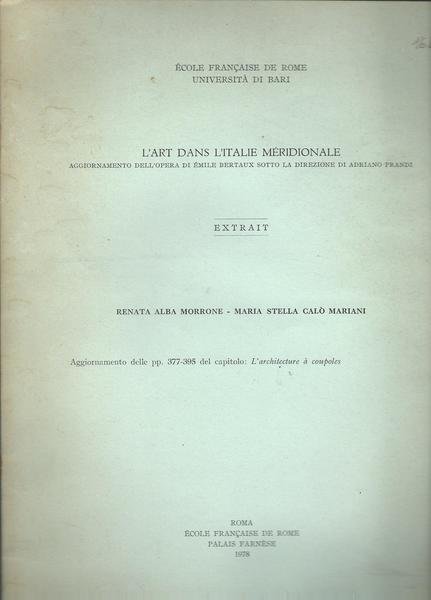 ÉCOLE FRANÇAISE DE ROME
UNIVERSITÀ DI BARI
L'ART DANS L'ITALIE MÉRIDIONALE
AGGIORNAMENTO DELL'OPERA DI ÉMILE BERTAUX SOTTO LA DIREZIONE DI ADRIANO PRANDI
EXTRAIT
RENATA ALBA MORRONE - MARIA STELLA CALÒ MARIANI
Aggiornamento delle pp. 377-395 del capitolo: L'architecture à coupoles
ROMA
ÉCOLE FRANÇAISE DE ROME
PALAIS FARNÈSE
1978